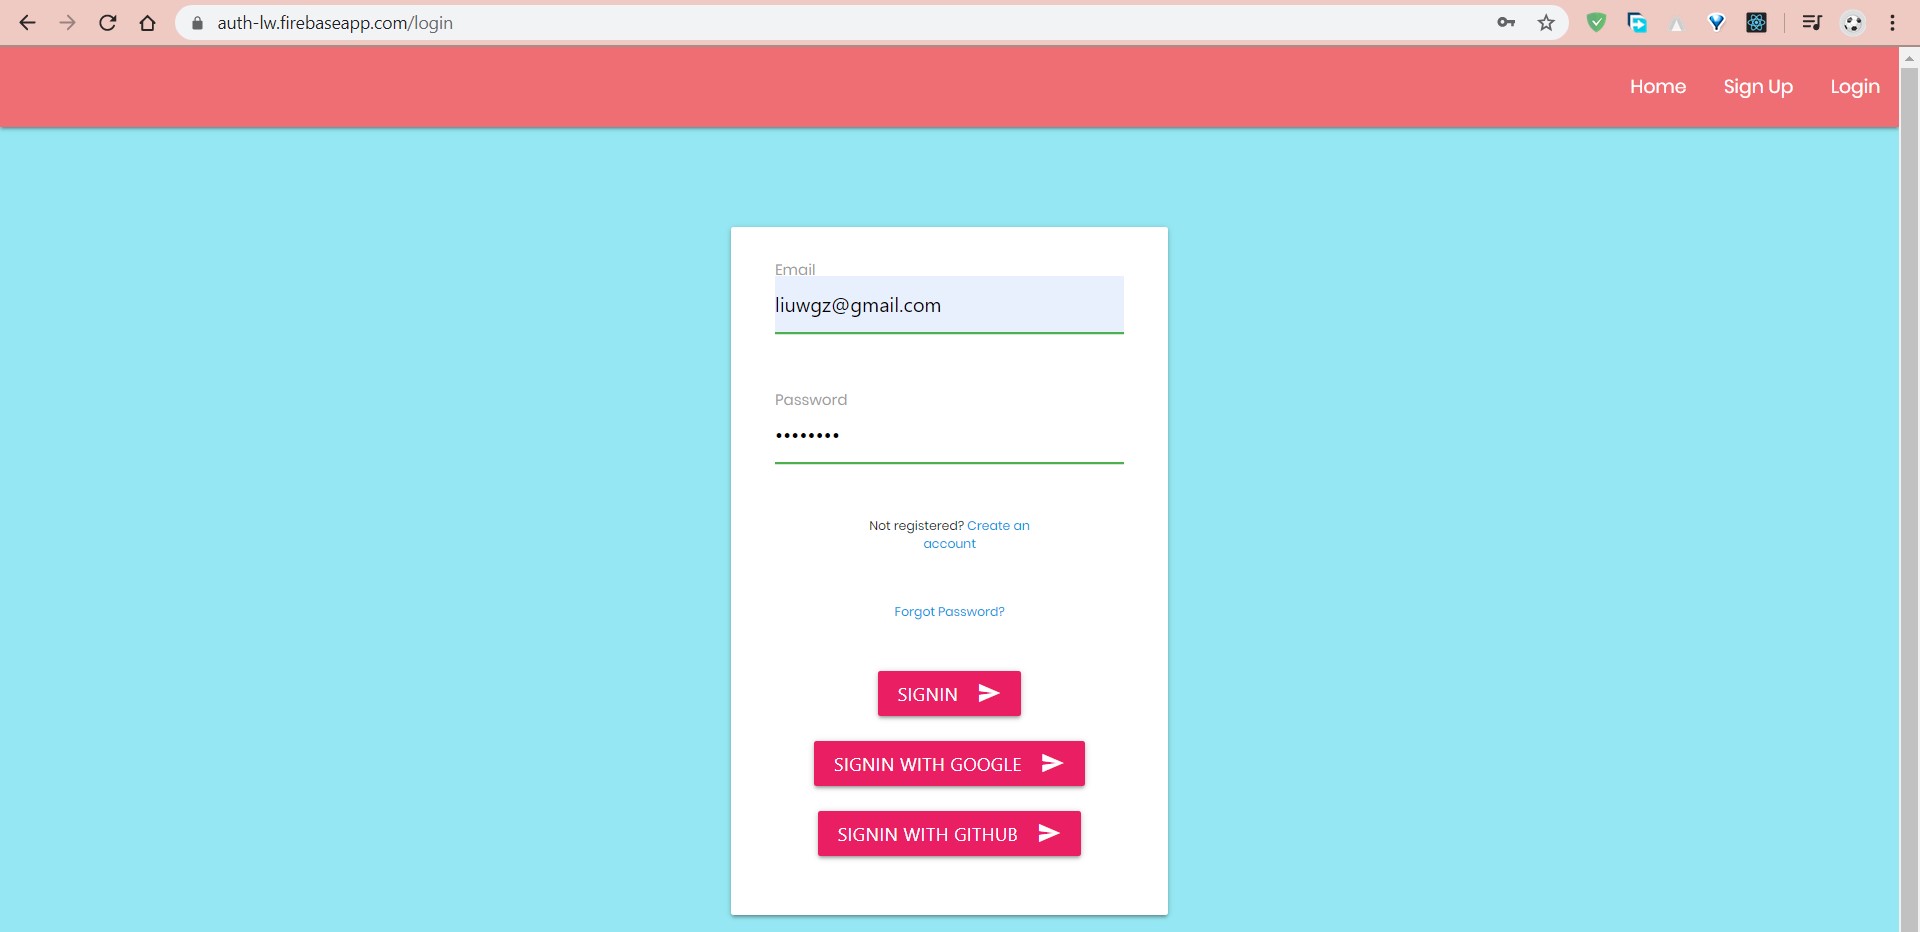 auth-lw.firebaseapp.com/login
Home Sign Up Login
Email
liuwgz@gmail.com
Password
••••••••
Not registered? Create an
account
Forgot Password?
SIGNIN
SIGNIN WITH GOOGLE
SIGNIN WITH GITHUB